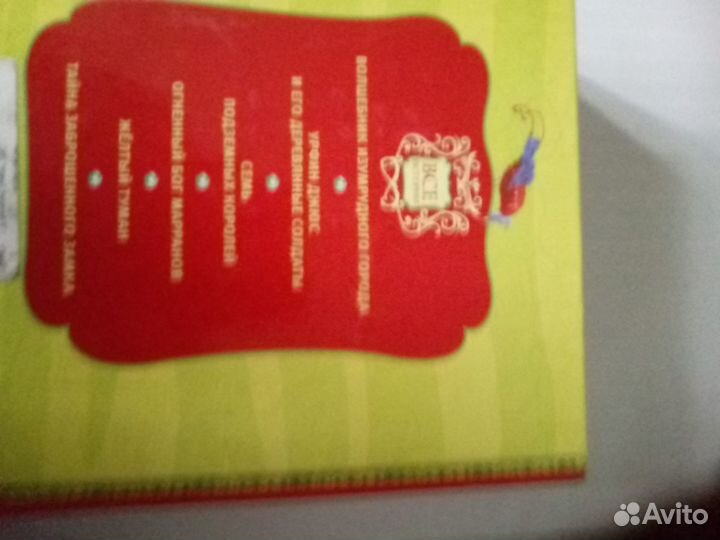 ВСЕ
ВОЛШЕБНИК ИЗУМРУДНОГО ГОРОДА
УРФИН ДЖЮС
И ЕГО ДЕРЕВЯННЫЕ СОЛДАТЫ
СЕМЬ
ПОДЗЕМНЫХ КОРОЛЕЙ
ОГНЕННЫЙ БОГ МАРРАНОВ
ЖЁЛТЫЙ ТУМАН
ТАЙНА ЗАБРОШЕННОГО ЗАМКА
Avito